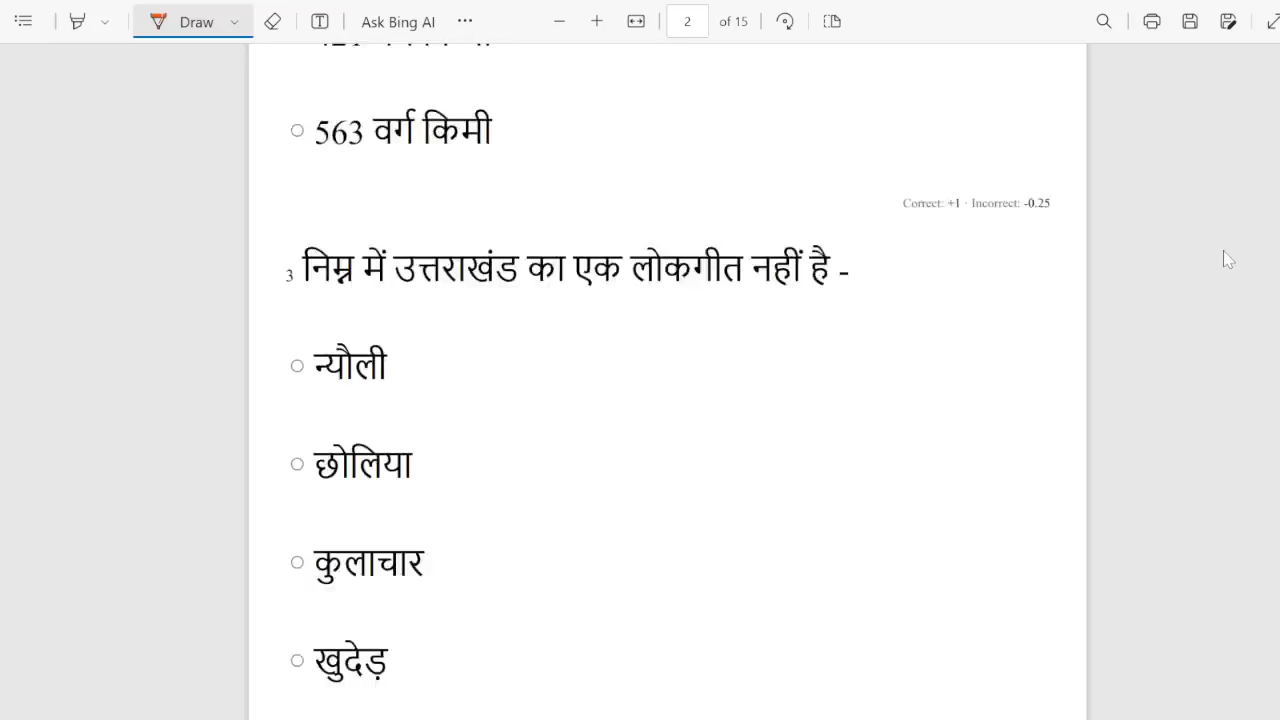 Draw
Ask Bing AI
2 of 15
563 वर्ग किमी
Correct: +1 · Incorrect: -0.25
3 निम्न में उत्तराखंड का एक लोकगीत नहीं है -
न्यौली
छोलिया
कुलाचार
खुदेड़